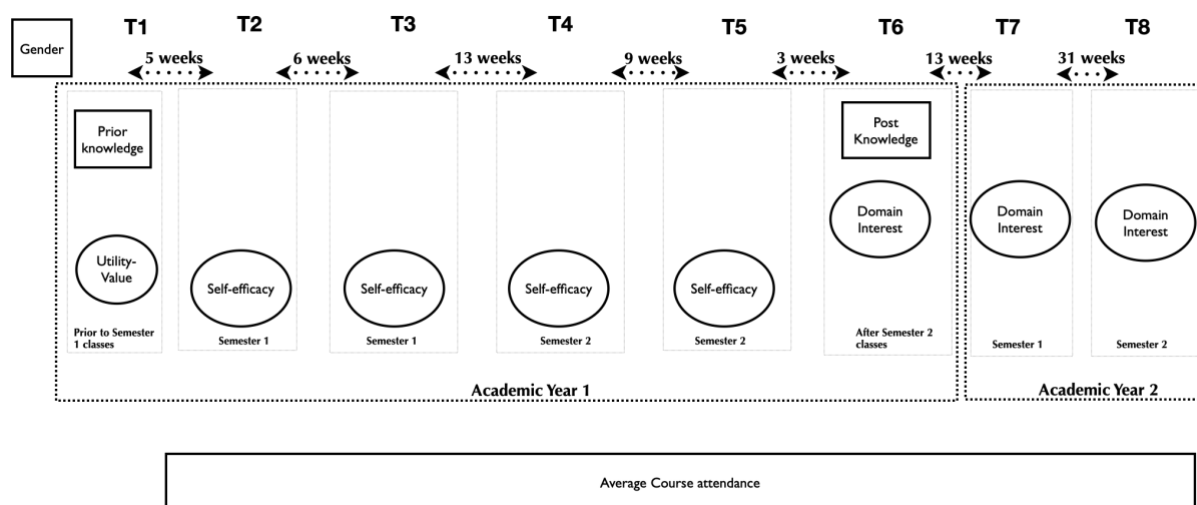 T1
T2
T3
T4
T5
T6
T7
T8
Gender
5 weeks
6 weeks
13 weeks
9 weeks
3 weeks
13 weeks
31 weeks
Prior
knowledge
Post
Knowledge
Utility-
Value
Self-efficacy
Self-efficacy
Self-efficacy
Self-efficacy
Domain
Interest
Domain
Interest
Domain
Interest
Prior to Semester
1 classes
Semester 1
Semester 1
Semester 2
Semester 2
After Semester 2
classes
Semester 1
Semester 2
Academic Year 1
Academic Year 2
Average Course attendance